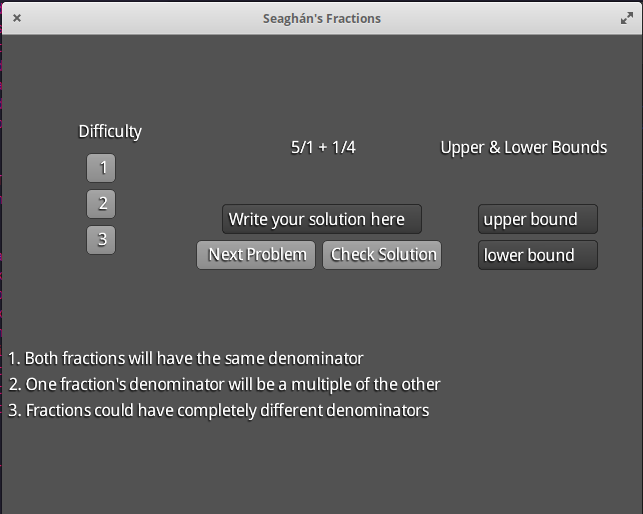 Seaghán's Fractions
Difficulty
1
2
3
5/1 + 1/4
Write your solution here
Next Problem
Check Solution
Upper & Lower Bounds
upper bound
lower bound
1. Both fractions will have the same denominator
2. One fraction's denominator will be a multiple of the other
3. Fractions could have completely different denominators